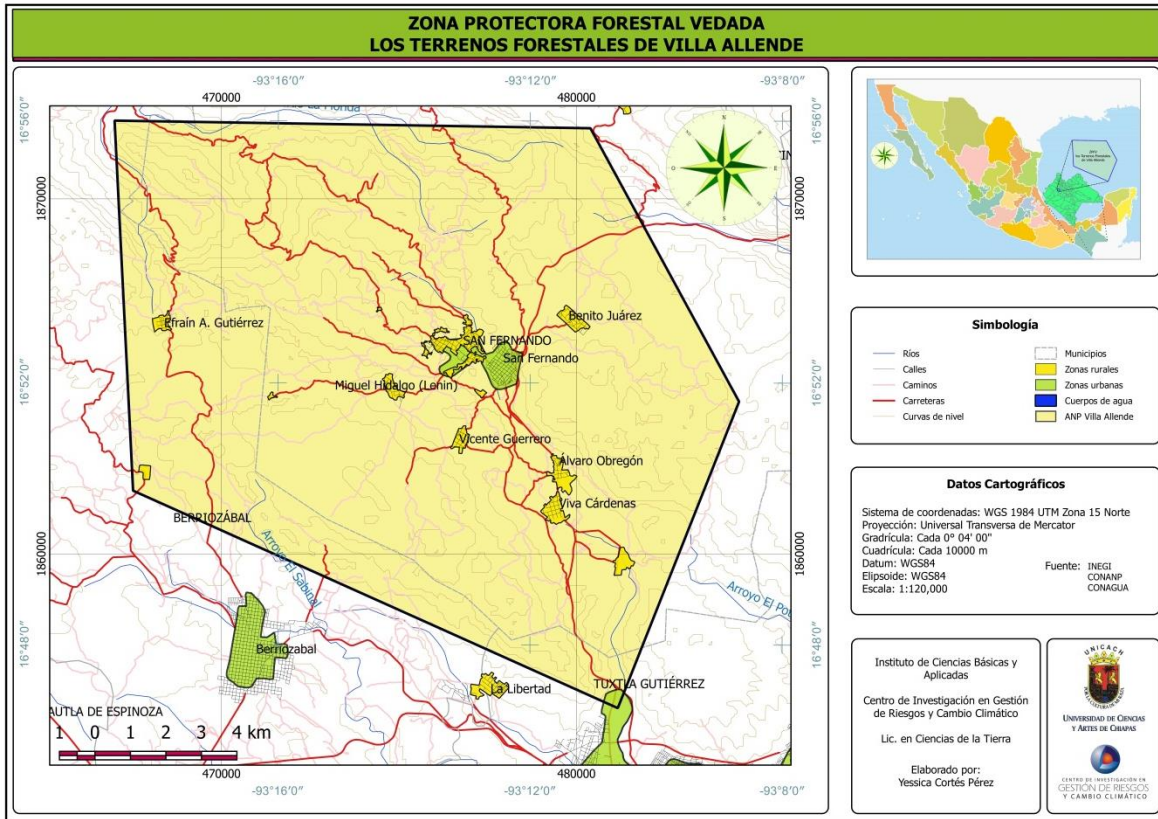 ZONA PROTECTORA FORESTAL VEDADA
LOS TERRENOS FORESTALES DE VILLA ALLENDE
-93°16'0"
-93°12'0"
-93°8'0"
470000
480000
16°56'0"
16°56'0"
1870000
1870000
Efraín A. Gutiérrez
Benito Juárez
SAN FERNANDO
San Fernando
Miguel Hidalgo (Lenin)
16°52'0"
16°52'0"
Vicente Guerrero
Álvaro Obregón
Viva Cárdenas
BERRIOZÁBAL
1860000
1860000
Arroyo El Sabinal
Arroyo El
16°48'0"
16°48'0"
Berriozabal
La Libertad
TUXTLA GUTIÉRREZ
AUTLA DE ESPINOZA
1 0 1 2 3 4 km
470000
480000
-93°16'0"
-93°12'0"
-93°8'0"
Simbología
Ríos
Calles
Caminos
Carreteras
Curvas de nivel
Municipios
Zonas rurales
Zonas urbanas
Cuerpos de agua
ANP Villa Allende
Datos Cartográficos
Sistema de coordenadas: WGS 1984 UTM Zona 15 Norte
Proyección: Universal Transversa de Mercator
Gradrícula: Cada 0° 04' 00"
Cuadrícula: Cada 10000 m
Datum: WGS84
Elipsoide: WGS84
Escala: 1:120,000
Fuente: INEGI
CONANP
CONAGUA
Instituto de Ciencias Básicas y
Aplicadas
Centro de Investigación en Gestión
de Riesgos y Cambio Climático
Lic. en Ciencias de la Tierra
Elaborado por:
Yessica Cortés Pérez
UNICACH
UNIVERSIDAD DE CIENCIAS
Y ARTES DE CHIAPAS
CENTRO DE INVESTIGACIÓN EN
GESTIÓN DE RIESGOS
Y CAMBIO CLIMÁTICO